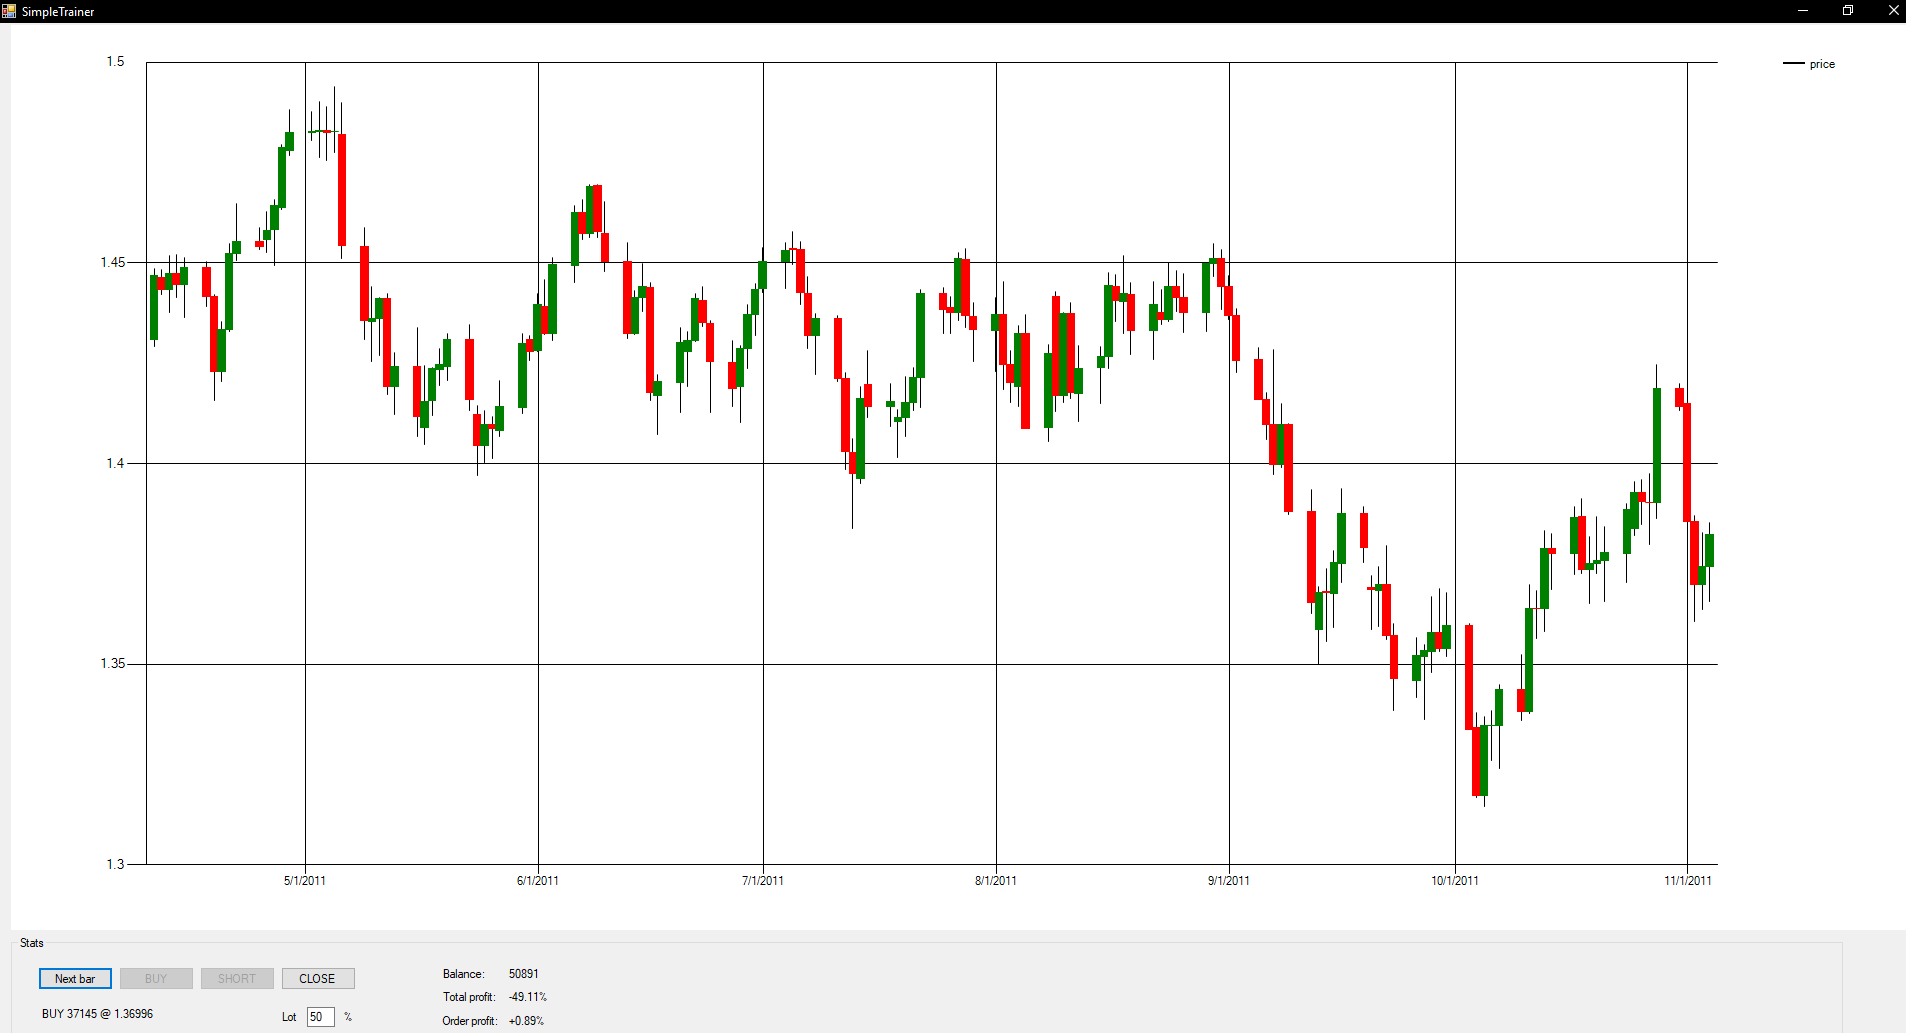 SimpleTrainer
1.5
price
1.45
1.4
1.35
1.3
5/1/2011 6/1/2011 7/1/2011 8/1/2011 9/1/2011 10/1/2011 11/1/2011
Stats
Next bar BUY SHORT CLOSE Balance: 50891
Total profit: -49.11%
BUY 37145 @ 1.36996 Lot 50 % Order profit: +0.89%